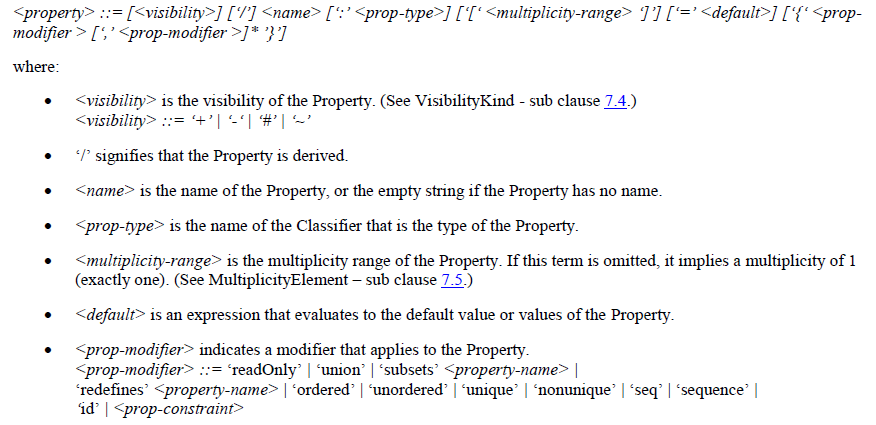 <property> ::= [<visibility>] [‘/’] <name> [‘:’ <prop-type>] [‘[‘ <multiplicity-range> ‘]’] [‘=’ <default>] [‘{‘ <prop-
modifier > [‘,’ <prop-modifier >]* ’}’]
where:
• <visibility> is the visibility of the Property. (See VisibilityKind - sub clause 7.4.)
<visibility> ::= ‘+’ | ‘-‘ | ‘#’ | ‘~’
• ‘/’ signifies that the Property is derived.
• <name> is the name of the Property, or the empty string if the Property has no name.
• <prop-type> is the name of the Classifier that is the type of the Property.
• <multiplicity-range> is the multiplicity range of the Property. If this term is omitted, it implies a multiplicity of 1
(exactly one). (See MultiplicityElement – sub clause 7.5.)
• <default> is an expression that evaluates to the default value or values of the Property.
• <prop-modifier> indicates a modifier that applies to the Property.
<prop-modifier> ::= ‘readOnly’ | ‘union’ | ‘subsets’ <property-name> |
‘redefines’ <property-name> | ‘ordered’ | ‘unordered’ | ‘unique’ | ‘nonunique’ | ‘seq’ | ‘sequence’ |
‘id’ | <prop-constraint>